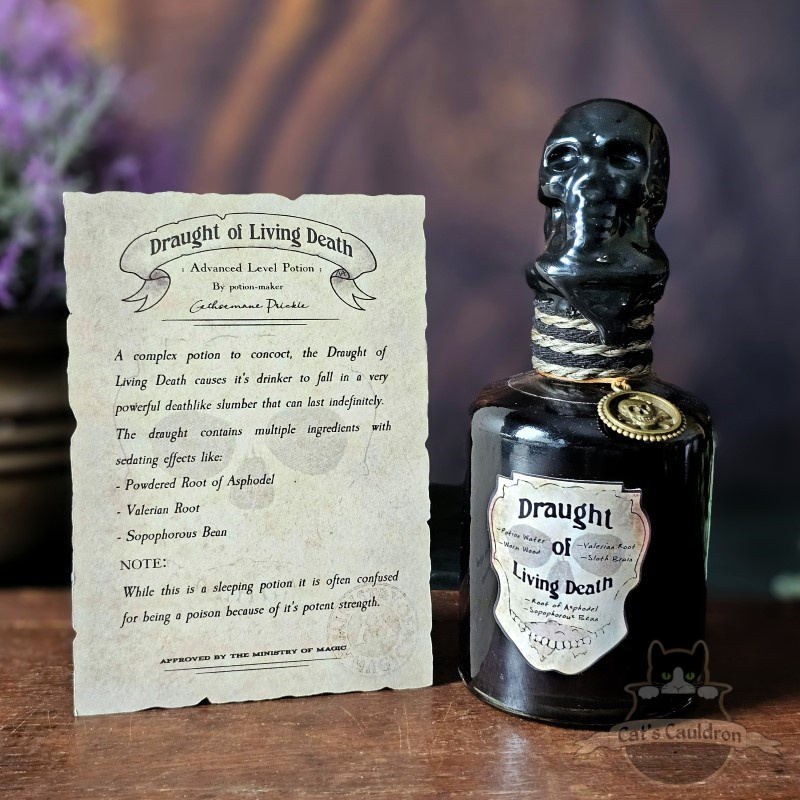 Draught of Living Death
: Advanced Level Potion :
By potion-maker
Gethsemane Prickle
A complex potion to concoct, the Draught of
Living Death causes it's drinker to fall in a very
powerful deathlike slumber that can last indefinitely.
The draught contains multiple ingredients with
sedating effects like:
- Powdered Root of Asphodel
- Valerian Root
- Sopophorous Bean
NOTE:
While this is a sleeping potion it is often confused
for being a poison because of it's potent strength.
APPROVED BY THE MINISTRY OF MAGIC
Draught
of
Living Death
-Potion Water
-Worm Wood
-Valerian Root
-Sloth Brain
-Root of Asphodel
-Sopophorous Bean
Cat's Cauldron